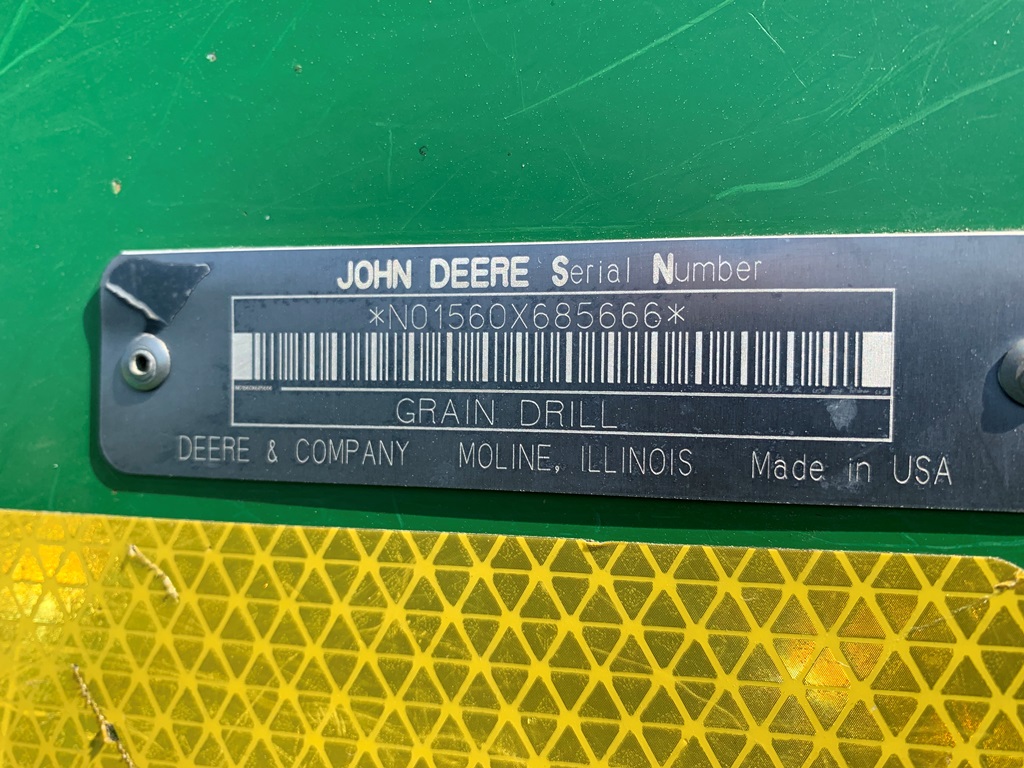 JOHN DEERE Serial Number
*N01560X685666*
GRAIN DRILL
DEERE & COMPANY MOLINE, ILLINOIS Made in USA